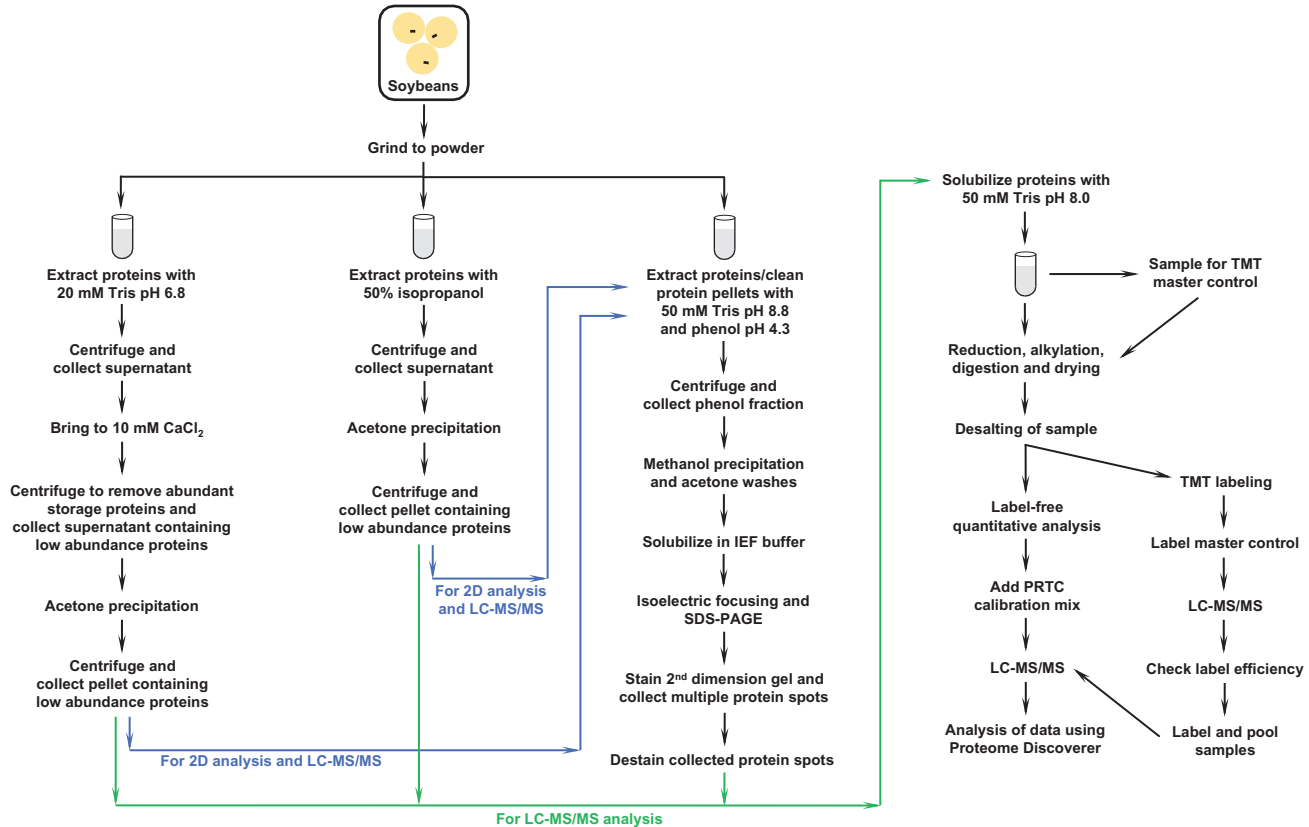 Soybeans
Grind to powder
Extract proteins with
20 mM Tris pH 6.8
Centrifuge and
collect supernatant
Bring to 10 mM CaCl₂
Centrifuge to remove abundant
storage proteins and
collect supernatant containing
low abundance proteins
Acetone precipitation
Centrifuge and
collect pellet containing
low abundance proteins
For 2D analysis and LC-MS/MS
Extract proteins with
50% isopropanol
Centrifuge and
collect supernatant
Acetone precipitation
Centrifuge and
collect pellet containing
low abundance proteins
For 2D analysis
and LC-MS/MS
Extract proteins/clean
protein pellets with
50 mM Tris pH 8.8
and phenol pH 4.3
Centrifuge and
collect phenol fraction
Methanol precipitation
and acetone washes
Solubilize in IEF buffer
Isoelectric focusing and
SDS-PAGE
Stain 2ⁿᵈ dimension gel and
collect multiple protein spots
Destain collected protein spots
For LC-MS/MS analysis
Solubilize proteins with
50 mM Tris pH 8.0
Sample for TMT
master control
Reduction, alkylation,
digestion and drying
Desalting of sample
Label-free
quantitative analysis
Add PRTC
calibration mix
LC-MS/MS
Analysis of data using
Proteome Discoverer
TMT labeling
Label master control
LC-MS/MS
Check label efficiency
Label and pool
samples